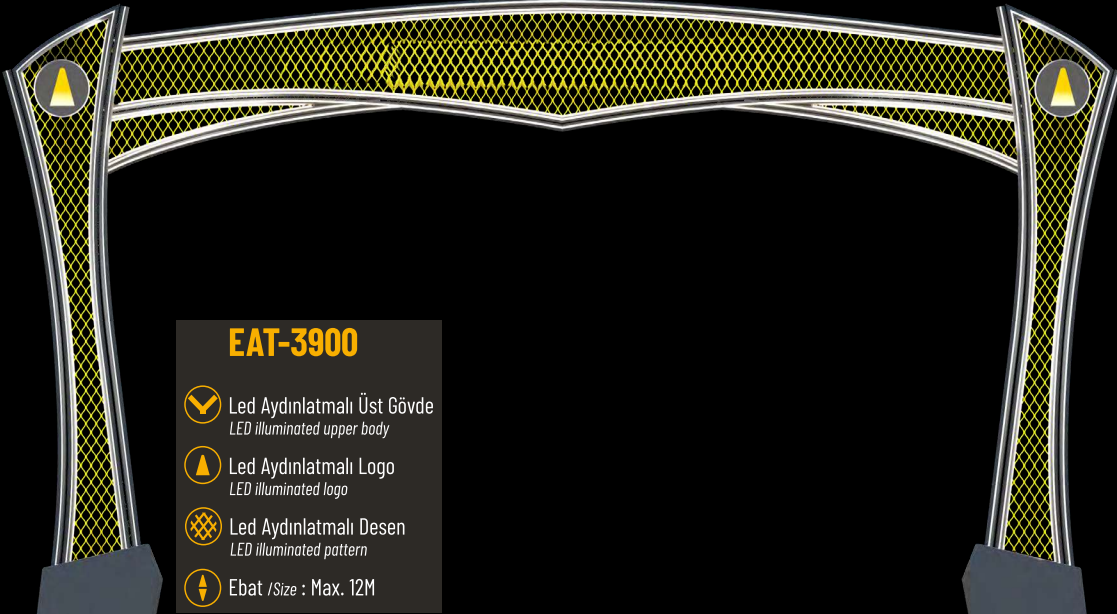 EAT-3900
Led Aydınlatmalı Üst Gövde
LED illuminated upper body
Led Aydınlatmalı Logo
LED illuminated logo
Led Aydınlatmalı Desen
LED illuminated pattern
Ebat /Size : Max. 12M